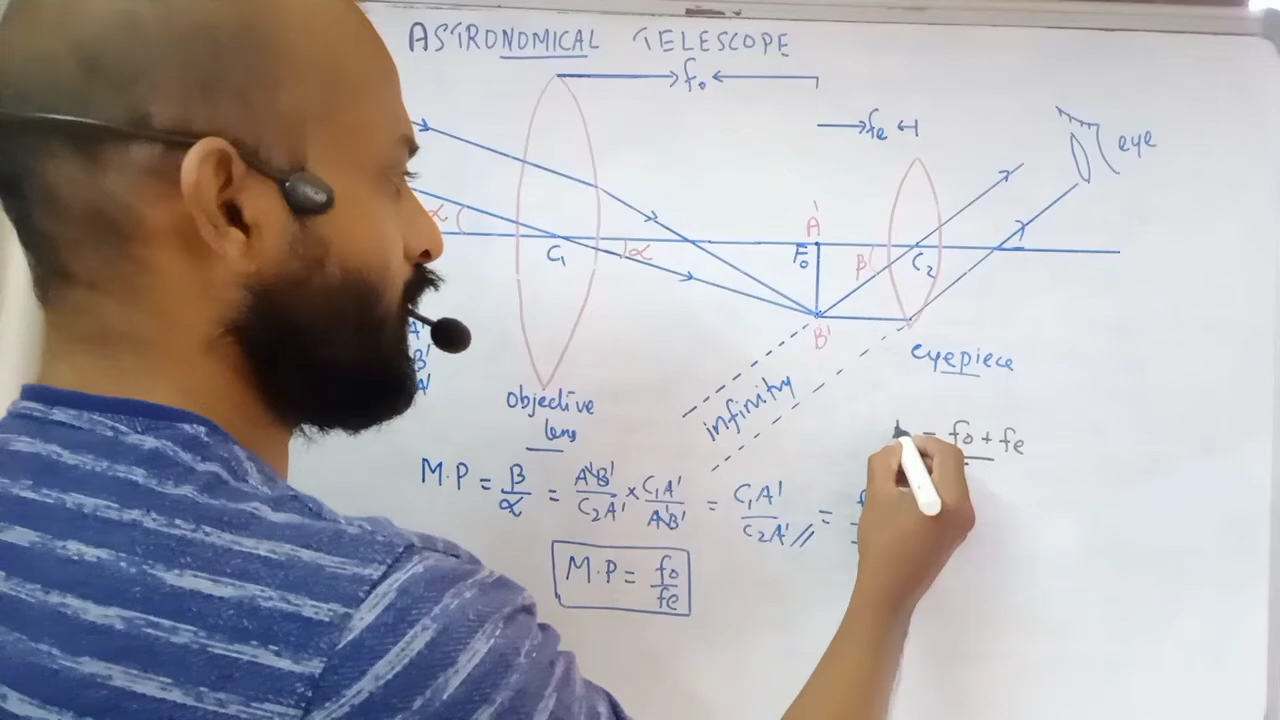 ASTRONOMICAL TELESCOPE
f₀
fe
eye
α
A'
C₁
α
F₀
β
C₂
B'
A'
B'
A'
eyepiece
infinity
objective
lens
= f₀ + fe
M.P = β/α = A'B'/C₂A' × C₁A'/A'B' = C₁A'/C₂A' // =
M.P = f₀/fe